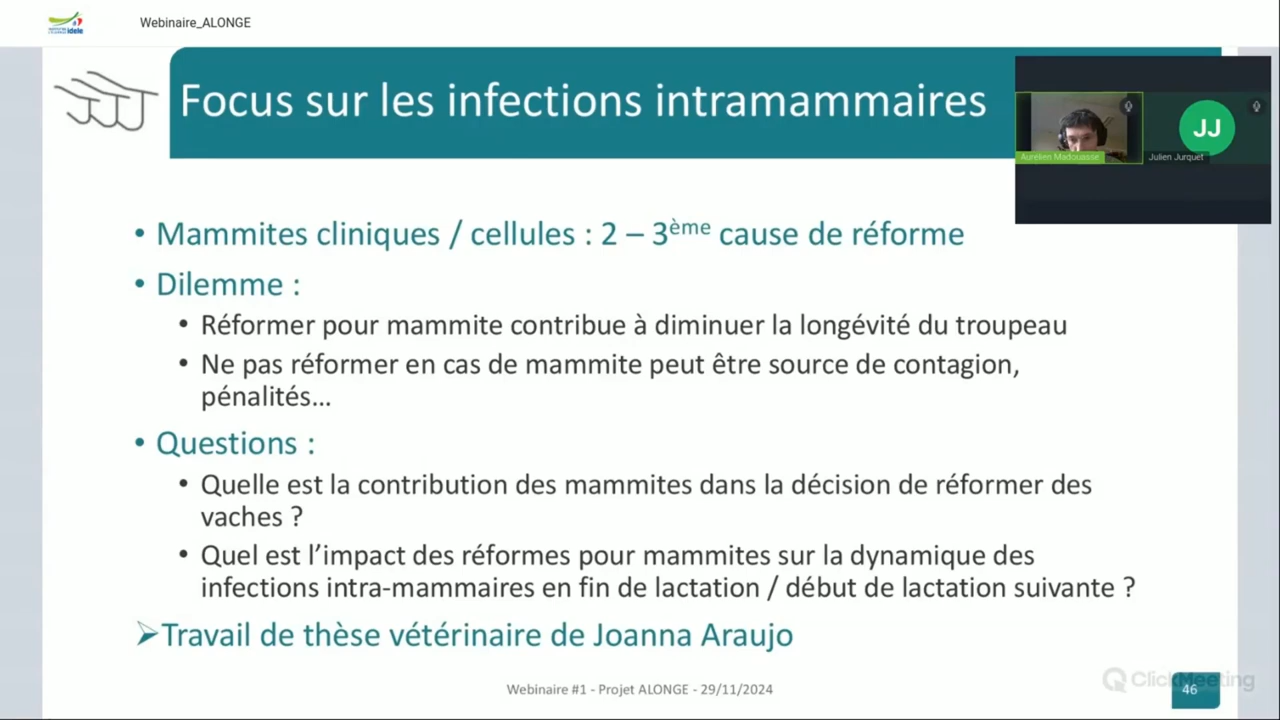 idele
Webinaire_ALONGE
Focus sur les infections intramammaires
JJ
Aurelien Madouasse
Julien Jurquet
• Mammites cliniques / cellules : 2 – 3ème cause de réforme
• Dilemme :
• Réformer pour mammite contribue à diminuer la longévité du troupeau
• Ne pas réformer en cas de mammite peut être source de contagion,
pénalités…
• Questions :
• Quelle est la contribution des mammites dans la décision de réformer des
vaches ?
• Quel est l’impact des réformes pour mammites sur la dynamique des
infections intra-mammaires en fin de lactation / début de lactation suivante ?
➢Travail de thèse vétérinaire de Joanna Araujo
Webinaire #1 - Projet ALONGE - 29/11/2024
ClickMeeting
46